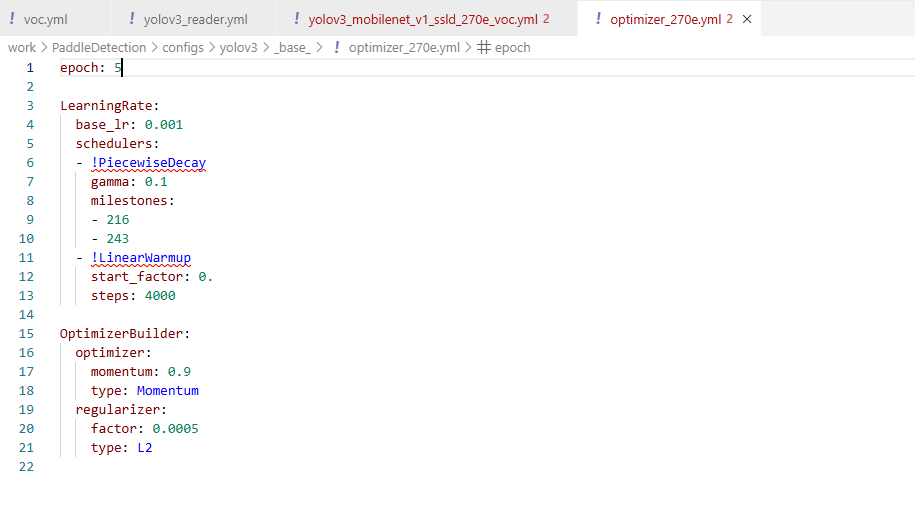 ! voc.yml ! yolov3_reader.yml ! yolov3_mobilenet_v1_ssld_270e_voc.yml 2 ! optimizer_270e.yml 2 ×
work > PaddleDetection > configs > yolov3 > _base_ > ! optimizer_270e.yml > # epoch
1 epoch: 5
2
3 LearningRate:
4   base_lr: 0.001
5   schedulers:
6   - !PiecewiseDecay
7     gamma: 0.1
8     milestones:
9     - 216
10     - 243
11   - !LinearWarmup
12     start_factor: 0.
13     steps: 4000
14
15 OptimizerBuilder:
16   optimizer:
17     momentum: 0.9
18     type: Momentum
19   regularizer:
20     factor: 0.0005
21     type: L2
22